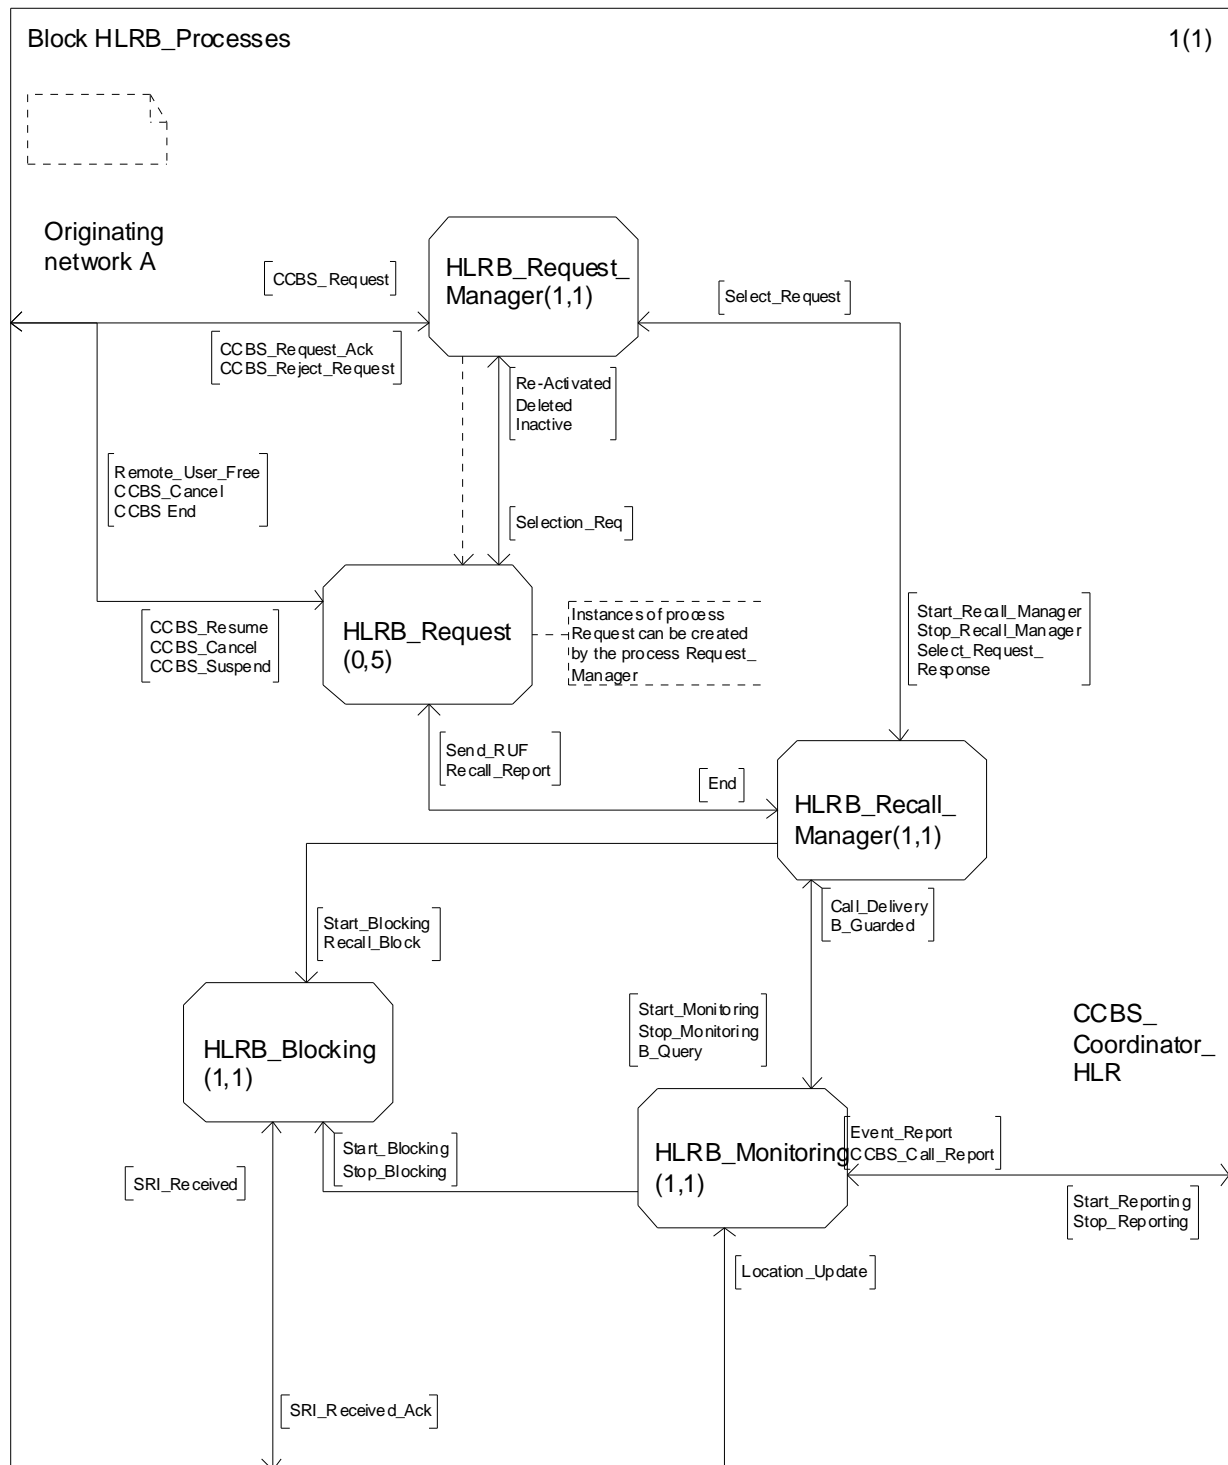 Block HLRB_Processes
1(1)
Originating
network A
CCBS_Request
HLRB_Request_
Manager(1,1)
Select_Request
CCBS_Request_Ack
CCBS_Reject_Request
Re-Activated
Deleted
Inactive
Remote_User_Free
CCBS_Cancel
CCBS End
Selection_Req
CCBS_Resume
CCBS_Cancel
CCBS_Suspend
HLRB_Request
(0,5)
Instances of process
Request can be created
by the process Request_
Manager
Start_Recall_Manager
Stop_Recall_Manager
Select_Request_
Response
Send_RUF
Recall_Report
End
HLRB_Recall_
Manager(1,1)
Start_Blocking
Recall_Block
Call_Delivery
B_Guarded
HLRB_Blocking
(1,1)
Start_Monitoring
Stop_Monitoring
B_Query
CCBS_
Coordinator_
HLR
SRI_Received
Start_Blocking
Stop_Blocking
HLRB_Monitoring
(1,1)
Event_Report
CCBS_Call_Report
Start_Reporting
Stop_Reporting
Location_Update
SRI_Received_Ack